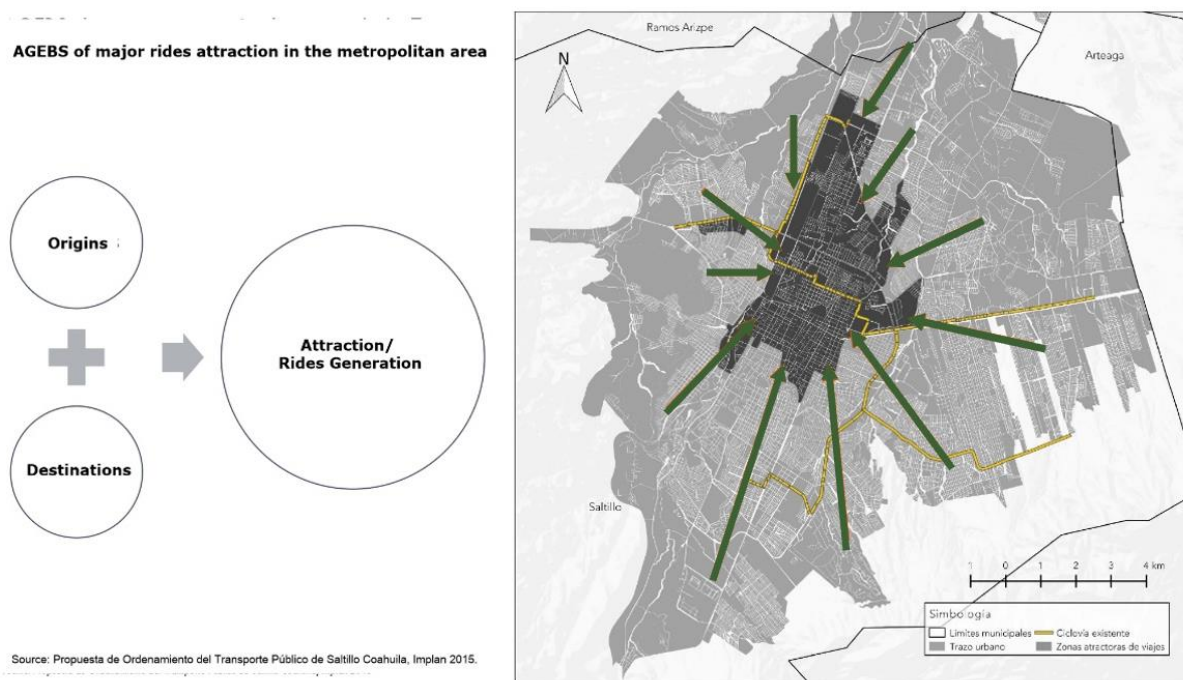 AGEBS of major rides attraction in the metropolitan area
Origins
Destinations
Attraction/
Rides Generation
Source: Propuesta de Ordenamiento del Transporte Público de Saltillo Coahuila, Implan 2015.
Ramos Arizpe
Arteaga
N
Saltillo
1 0 1 2 3 4 km
Simbología
Límites municipales
Ciclovía existente
Trazo urbano
Zonas atractoras de viajes